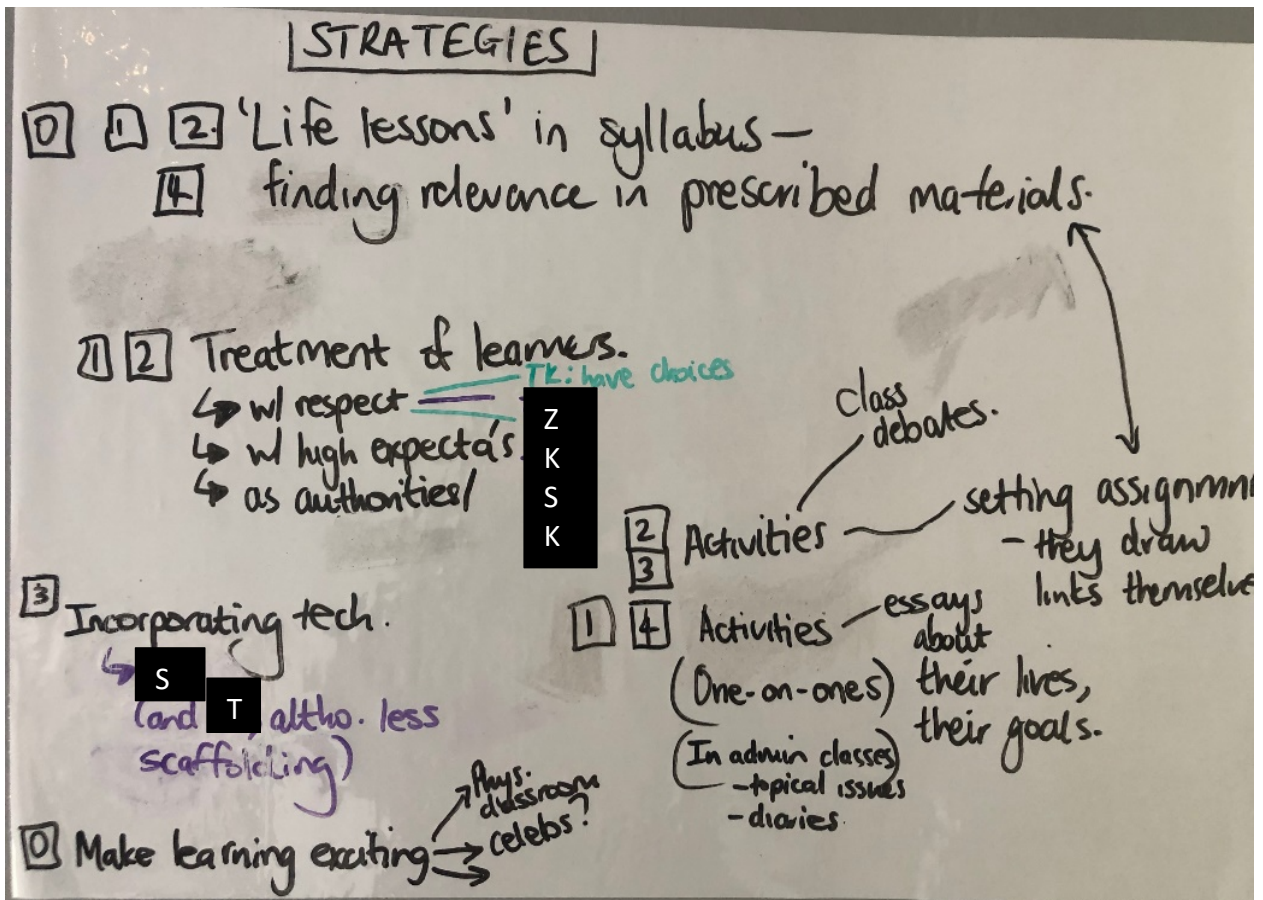 STRATEGIES
0 1 2. 'Life lessons' in syllabus —
4 finding relevance in prescribed materials.
1 2 Treatment of learners.
TK: have choices
↳ w/ respect
↳ w/ high expecta's
↳ as authorities/
Z
K
S
K
class
debates.
2
3
Activities
setting assignmn
- they draw
links themselve
3 Incorporating tech.
↳ S
(and T, altho. less
scaffolding)
1 4 Activities
essays
about
their lives,
their goals.
(One-on-ones)
(In admin classes)
- topical issues
- diaries.
0 Make learning exciting
Phys.
classroom
celebs?